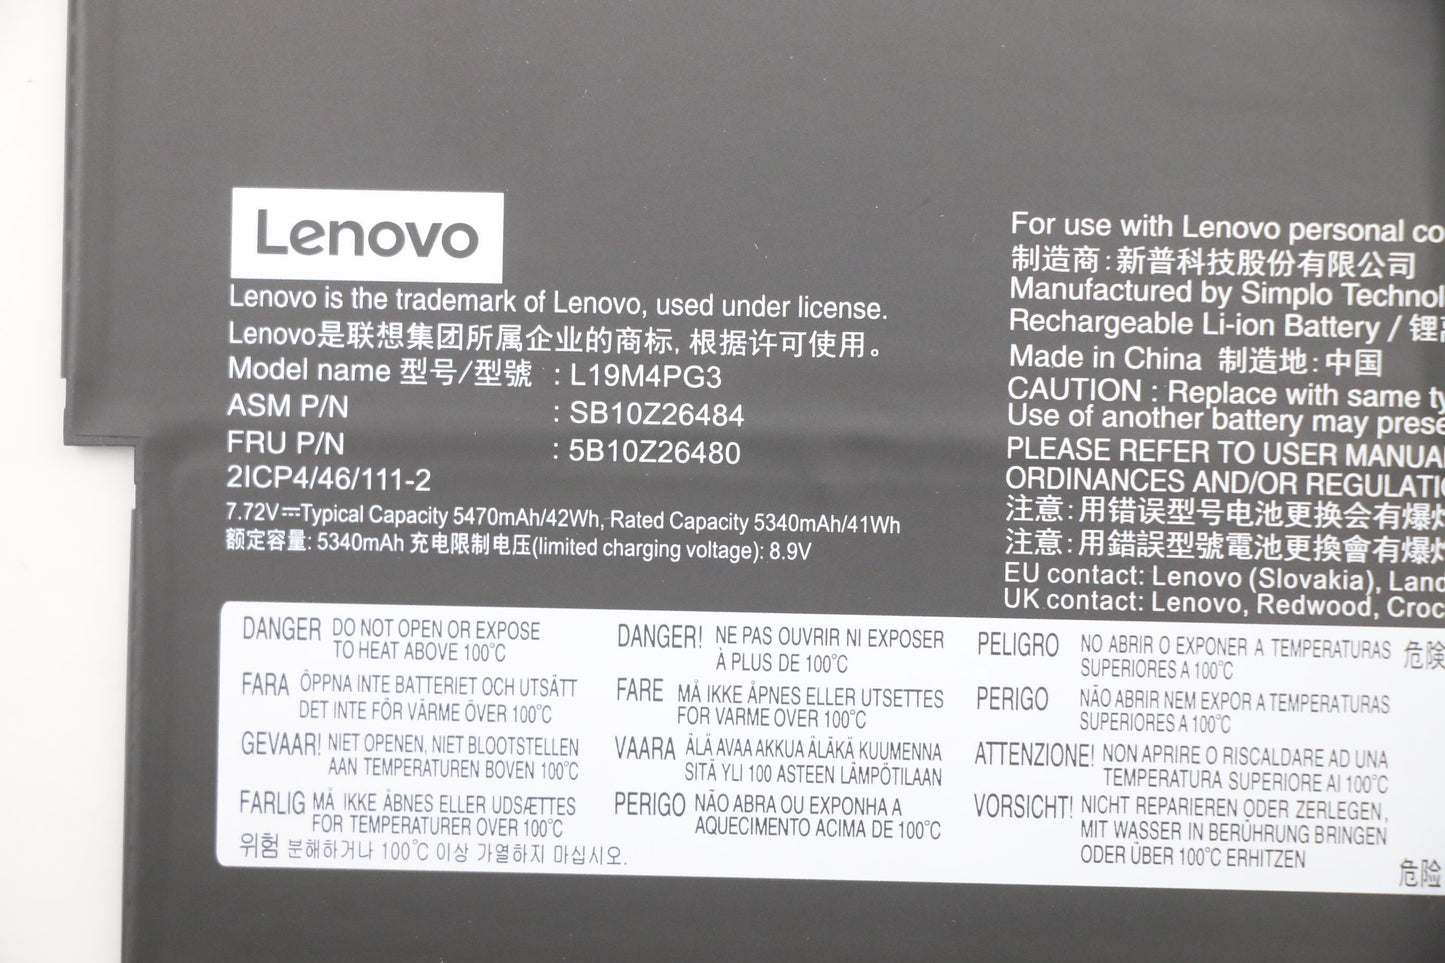 Lenovo
Lenovo is the trademark of Lenovo, used under license.
Lenovo是联想集团所属企业的商标, 根据许可使用。
Model name 型号/型號 : L19M4PG3
ASM P/N : SB10Z26484
FRU P/N : 5B10Z26480
2ICP4/46/111-2
7.72V⎓Typical Capacity 5470mAh/42Wh, Rated Capacity 5340mAh/41Wh
额定容量: 5340mAh 充电限制电压(limited charging voltage): 8.9V
For use with Lenovo personal
制造商:新普科技股份有限公司
Manufactured by Simplo
Rechargeable Li-ion Battery / 锂
Made in China 制造地:中国
CAUTION : Replace with same
Use of another battery may
PLEASE REFER TO USER
ORDINANCES AND/OR
注意:用错误型号电池更换会有爆
注意:用錯誤型號電池更換會有爆
EU contact: Lenovo (Slovakia),
UK contact: Lenovo, Redwood,
DANGER DO NOT OPEN OR EXPOSE
TO HEAT ABOVE 100℃
FARA ÖPPNA INTE BATTERIET OCH UTSÄTT
DET INTE FÖR VÄRME ÖVER 100℃
GEVAAR! NIET OPENEN, NIET BLOOTSTELLEN
AAN TEMPERATUREN BOVEN 100℃
FARLIG MÅ IKKE ÅBNES ELLER UDSÆTTES
FOR TEMPERATURER OVER 100℃
위험 분해하거나 100℃ 이상 가열하지 마십시오.
DANGER! NE PAS OUVRIR NI EXPOSER
À PLUS DE 100℃
FARE MÅ IKKE ÅPNES ELLER UTSETTES
FOR VARME OVER 100℃
VAARA ÄLÄ AVAA AKKUA ÄLÄKÄ KUUMENNA
SITÄ YLI 100 ASTEEN LÄMPÖTILAAN
PERIGO NÃO ABRA OU EXPONHA A
AQUECIMENTO ACIMA DE 100℃
PELIGRO NO ABRIR O EXPONER A TEMPERATURAS
SUPERIORES A 100℃
PERIGO NÃO ABRIR NEM EXPOR A TEMPERATURAS
SUPERIORES A 100℃
ATTENZIONE! NON APRIRE O RISCALDARE AD UNA
TEMPERATURA SUPERIORE AI 100℃
VORSICHT! NICHT REPARIEREN ODER ZERLEGEN,
MIT WASSER IN BERÜHRUNG BRINGEN
ODER ÜBER 100℃ ERHITZEN
危険
危险